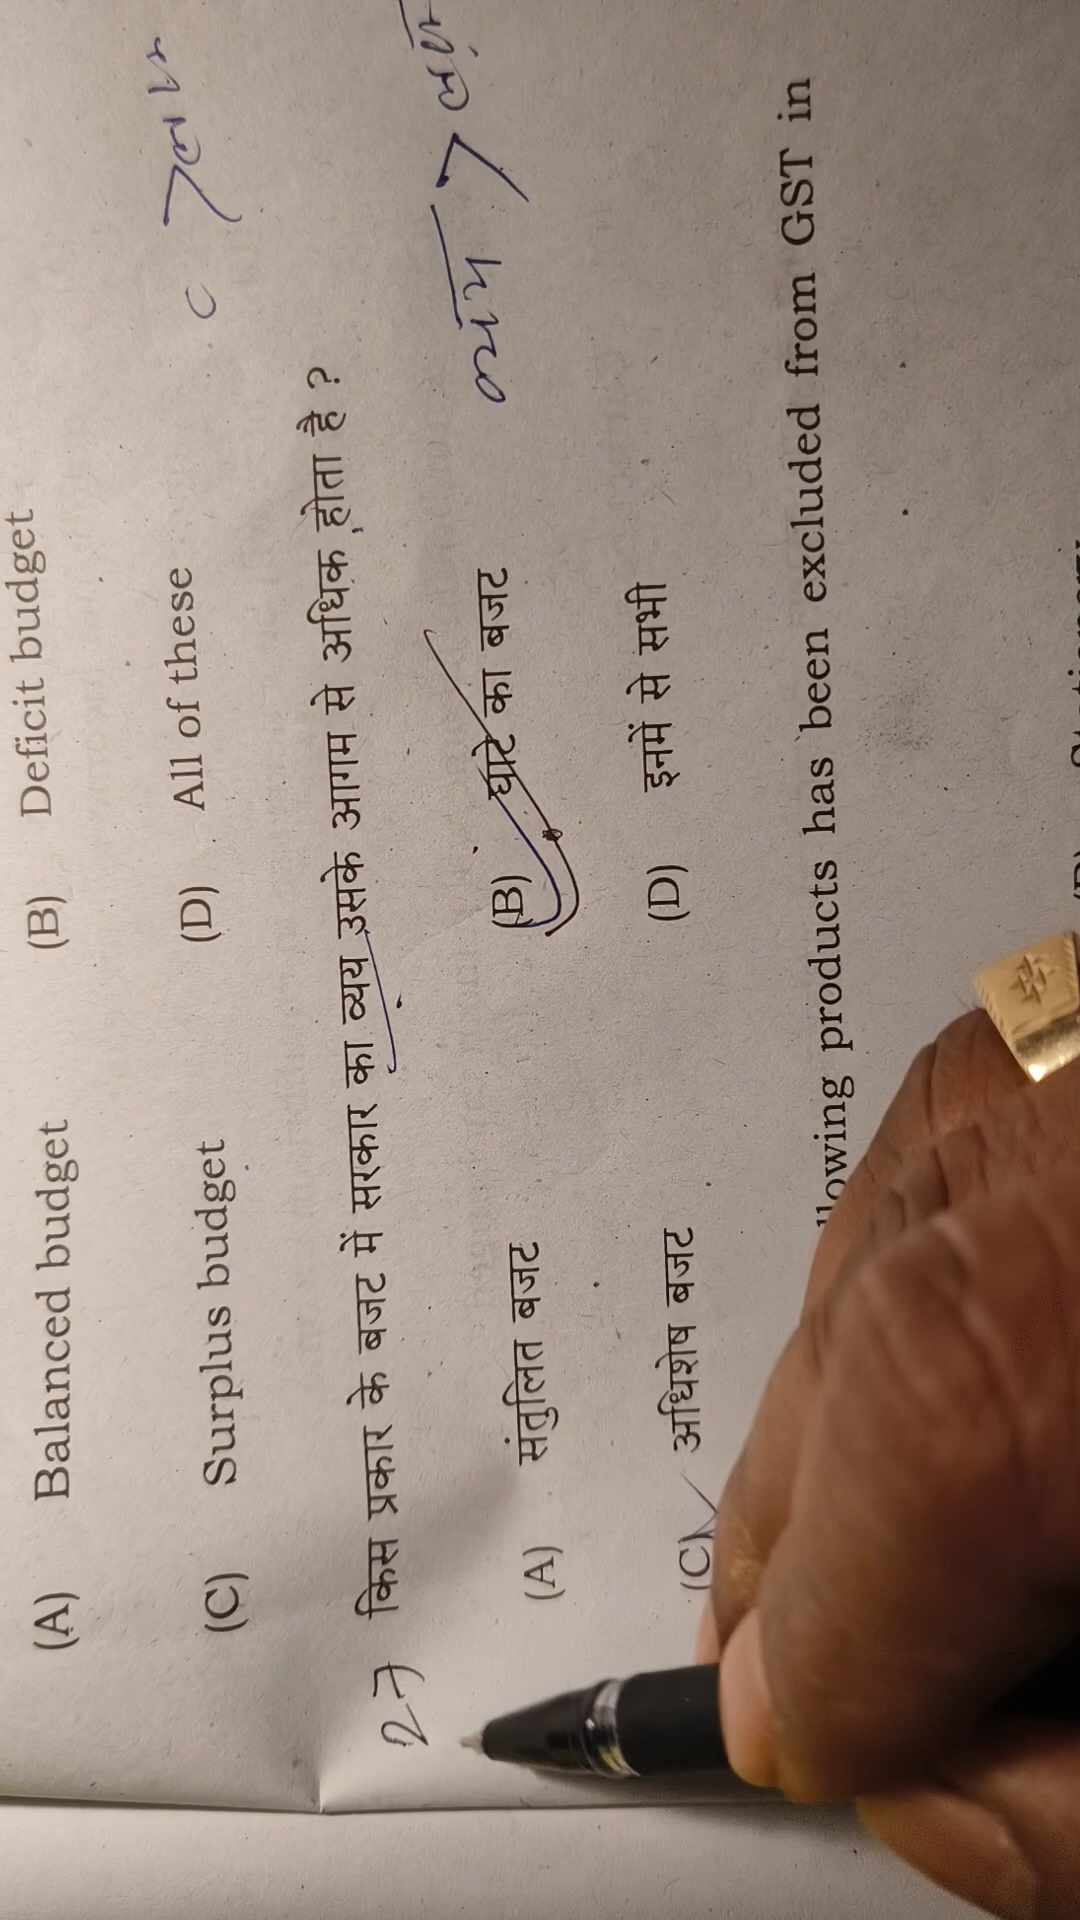 (A) Balanced budget (B) Deficit budget
(C) Surplus budget (D) All of these
27 किस प्रकार के बजट में सरकार का व्यय उसके आगम से अधिक होता है ?
(A) संतुलित बजट (B) घाटे का बजट
(C) अधिशेष बजट (D) इनमें से सभी
llowing products has been excluded from GST in